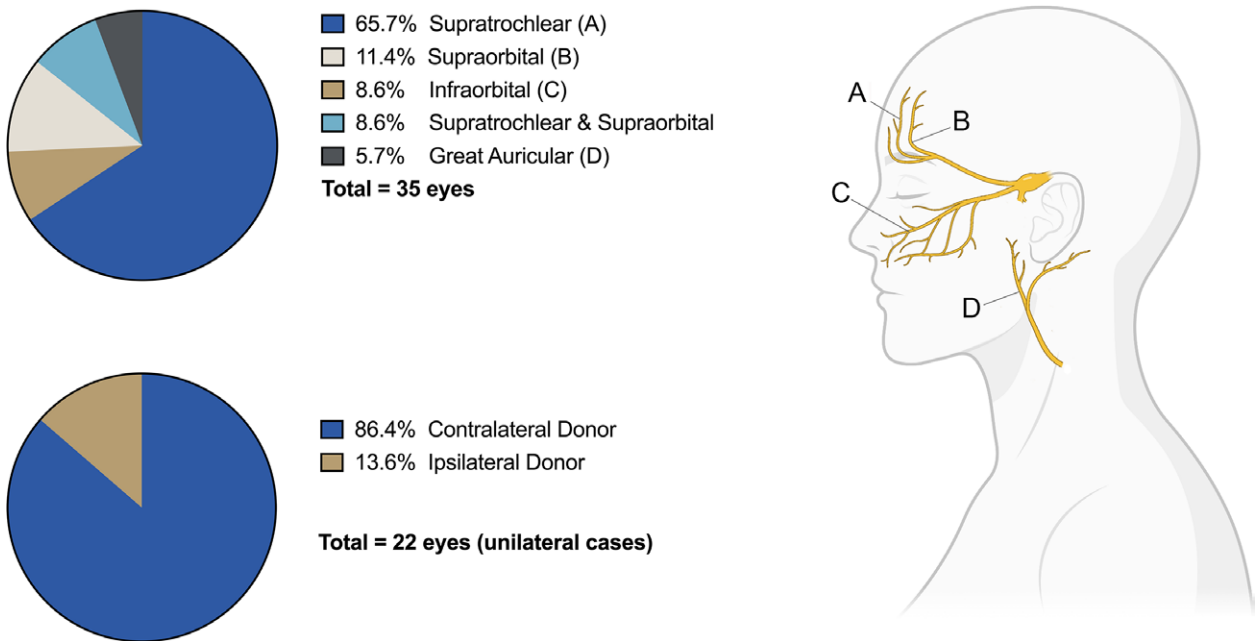 65.7% Supratrochlear (A)
11.4% Supraorbital (B)
8.6% Infraorbital (C)
8.6% Supratrochlear & Supraorbital
5.7% Great Auricular (D)
Total = 35 eyes
86.4% Contralateral Donor
13.6% Ipsilateral Donor
Total = 22 eyes (unilateral cases)
A
B
C
D